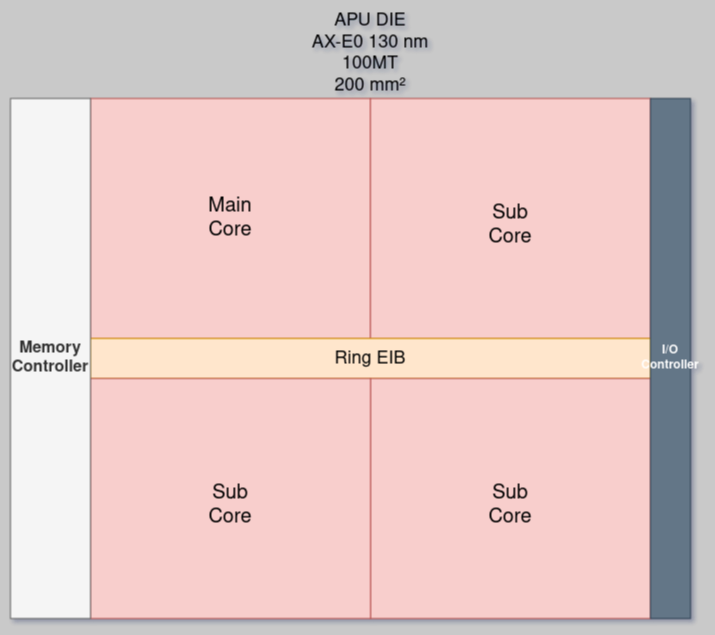 APU DIE
AX-E0 130 nm
100MT
200 mm²
Main
Core
Sub
Core
Memory
Controller
Ring EIB
I/O
Controller
Sub
Core
Sub
Core